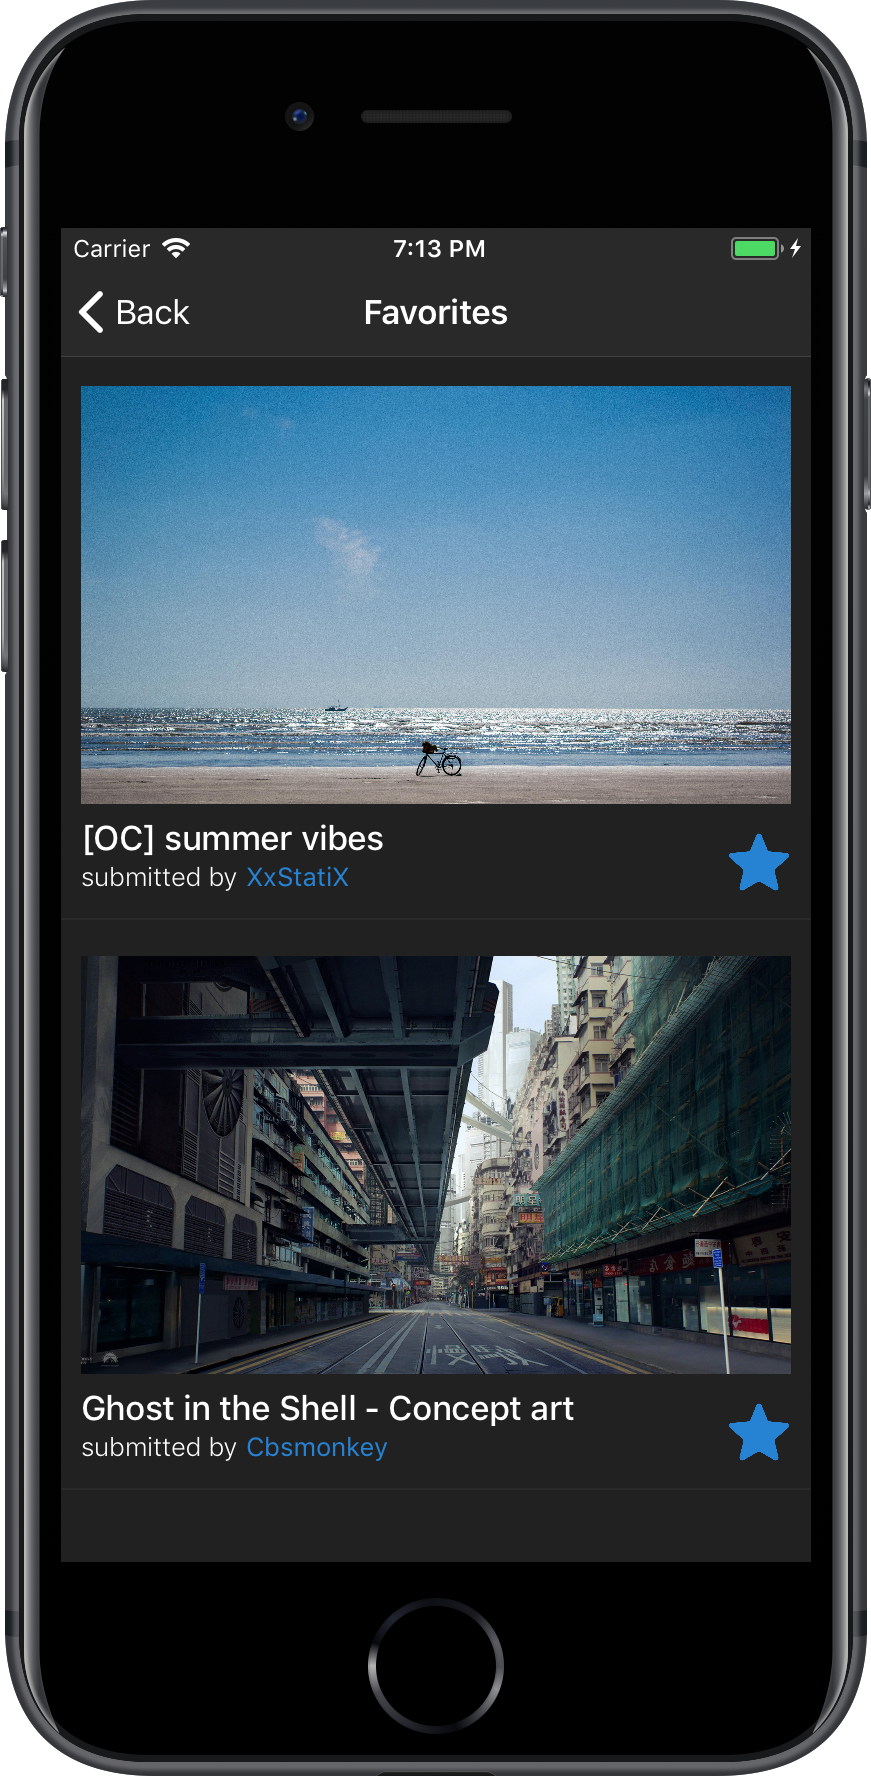 Carrier
7:13 PM
Back
Favorites
[OC] summer vibes
submitted by XxStatiX
Ghost in the Shell - Concept art
submitted by Cbsmonkey